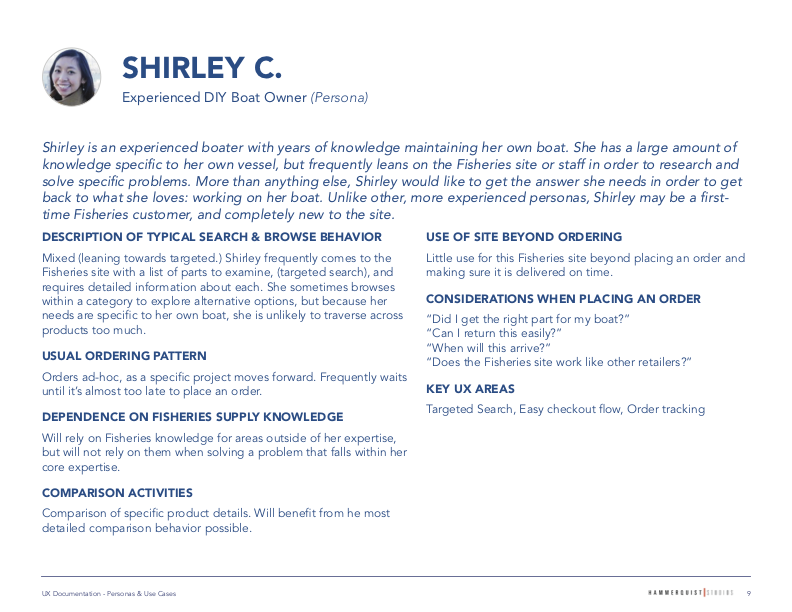 SHIRLEY C.
Experienced DIY Boat Owner (Persona)
Shirley is an experienced boater with years of knowledge maintaining her own boat. She has a large amount of
knowledge specific to her own vessel, but frequently leans on the Fisheries site or staff in order to research and
solve specific problems. More than anything else, Shirley would like to get the answer she needs in order to get
back to what she loves: working on her boat. Unlike other, more experienced personas, Shirley may be a first-
time Fisheries customer, and completely new to the site.
DESCRIPTION OF TYPICAL SEARCH & BROWSE BEHAVIOR
Mixed (leaning towards targeted.) Shirley frequently comes to the
Fisheries site with a list of parts to examine, (targeted search), and
requires detailed information about each. She sometimes browses
within a category to explore alternative options, but because her
needs are specific to her own boat, she is unlikely to traverse across
products too much.
USUAL ORDERING PATTERN
Orders ad-hoc, as a specific project moves forward. Frequently waits
until it's almost too late to place an order.
DEPENDENCE ON FISHERIES SUPPLY KNOWLEDGE
Will rely on Fisheries knowledge for areas outside of her expertise,
but will not rely on them when solving a problem that falls within her
core expertise.
COMPARISON ACTIVITIES
Comparison of specific product details. Will benefit from he most
detailed comparison behavior possible.
USE OF SITE BEYOND ORDERING
Little use for this Fisheries site beyond placing an order and
making sure it is delivered on time.
CONSIDERATIONS WHEN PLACING AN ORDER
"Did I get the right part for my boat?"
"Can I return this easily?"
"When will this arrive?"
"Does the Fisheries site work like other retailers?"
KEY UX AREAS
Targeted Search, Easy checkout flow, Order tracking
UX Documentation - Personas & Use Cases
HAMMERQUIST STUDIOS
9